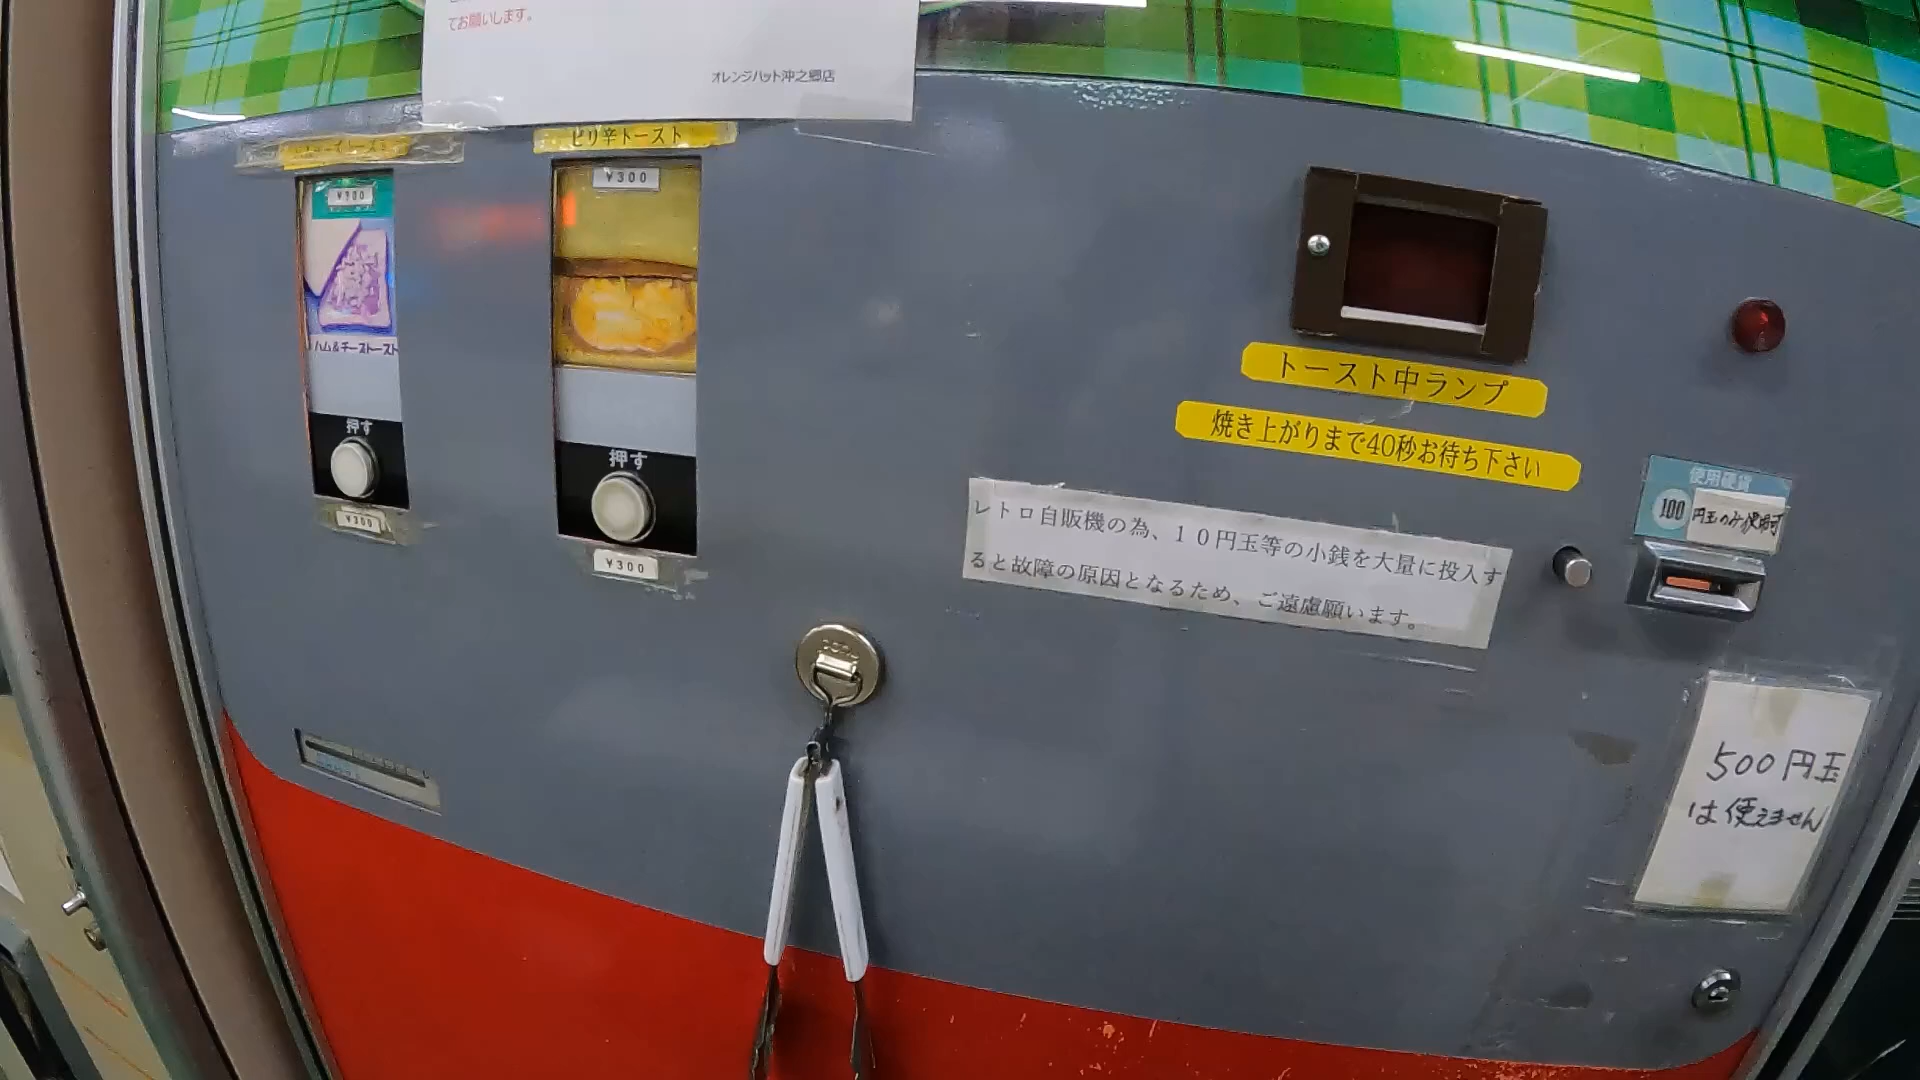 てお願いします。
オレンジハット沖之郷店
ピリ辛トースト
¥300
¥300
ハム&チーズトースト
押す
押す
¥300
¥300
トースト中ランプ
焼き上がりまで40秒お待ち下さい
レトロ自販機の為、10円玉等の小銭を大量に投入す
ると故障の原因となるため、ご遠慮願います。
使用硬貨
100 円玉のみ使用可
500円玉
は使えません